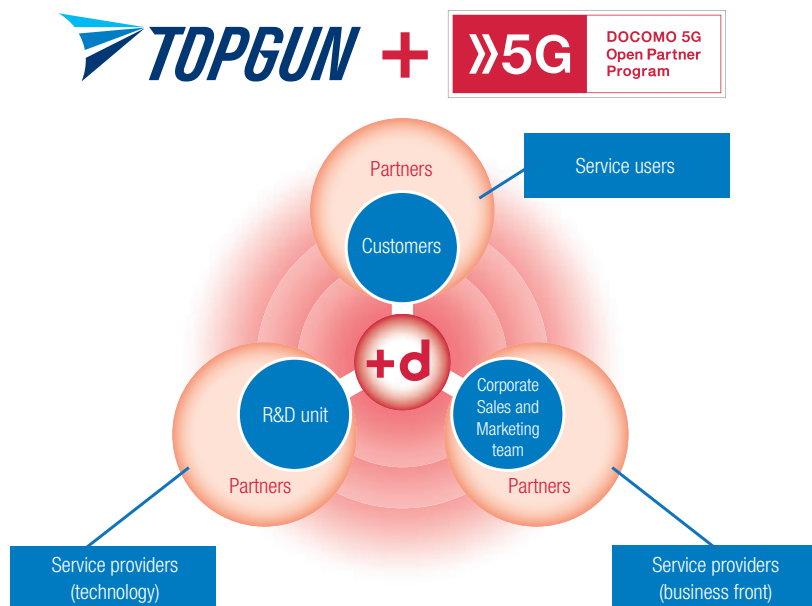 TOPGUN +
»5G
DOCOMO 5G
Open Partner
Program
Partners
Service users
Customers
+d
R&D unit
Corporate
Sales and
Marketing
team
Partners
Partners
Service providers
(technology)
Service providers
(business front)